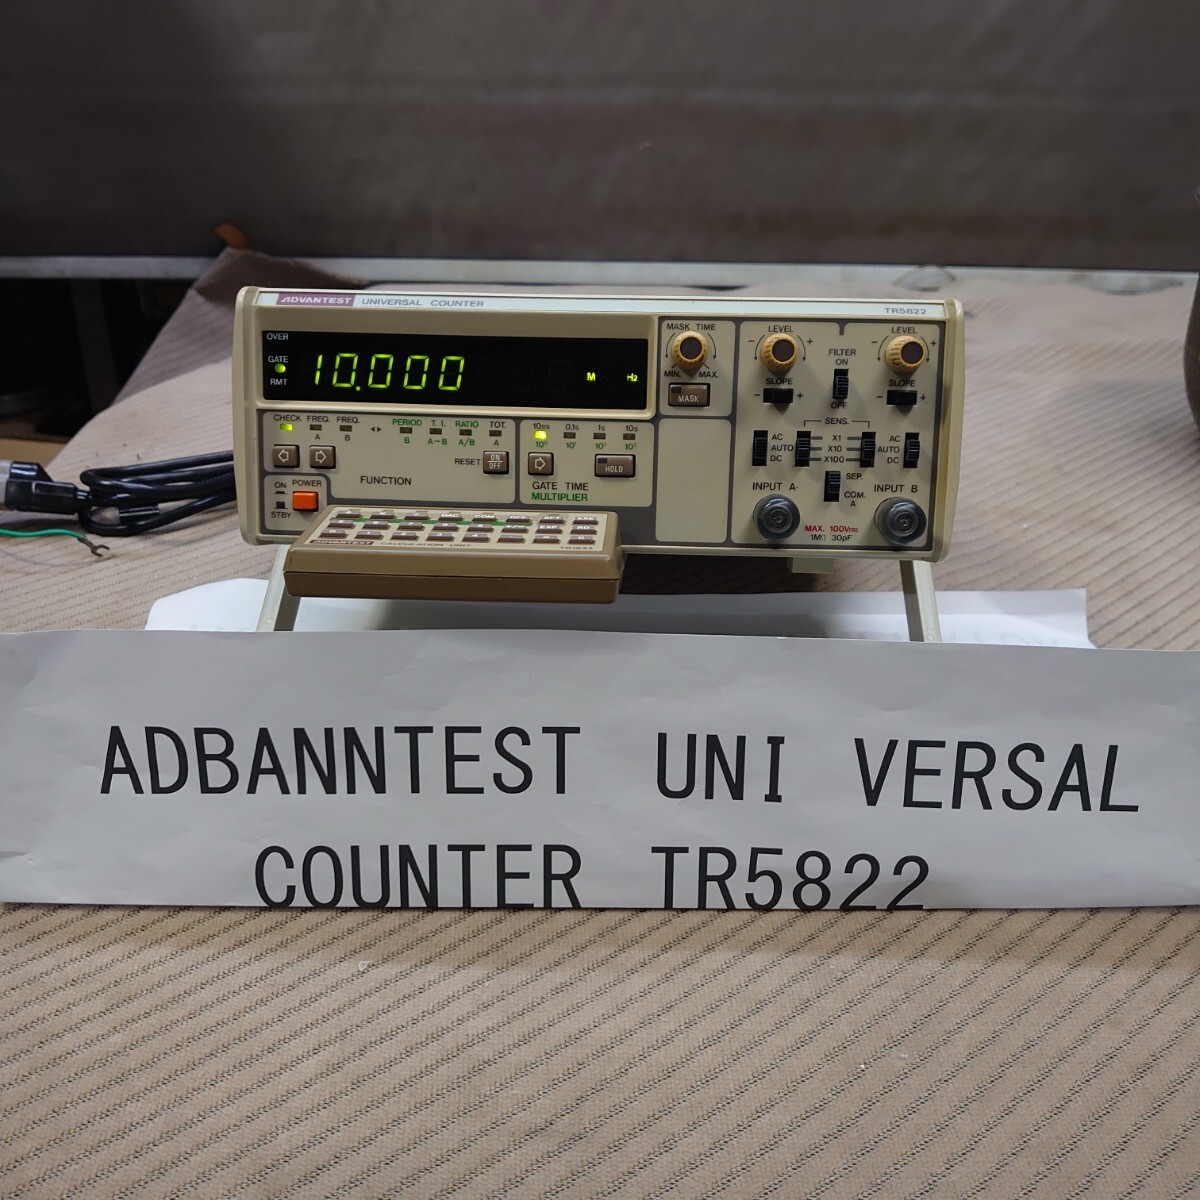 ADVANTEST UNIVERSAL COUNTER TR5822
OVER
GATE
RMT
10.000 M Hz
MASK TIME
MIN. MAX.
MASK
LEVEL
- +
SLOPE
- +
FILTER
ON
OFF
LEVEL
- +
SLOPE
- +
CHECK FREQ. A FREQ. B PERIOD B T.I. A→B RATIO A/B TOT. A
RESET ON OFF
FUNCTION
10ms 0.1s 1s 10s
HOLD
GATE TIME
MULTIPLIER
SENS.
AC
AUTO
DC
X1
X10
X100
AC
AUTO
DC
SEP.
COM.
A
INPUT A
INPUT B
MAX. 100Vrms
1MΩ 30pF
POWER
ON
STBY
ADVANTEST CALCULATION UNIT
ADBANNTEST UNI VERSAL
COUNTER TR5822